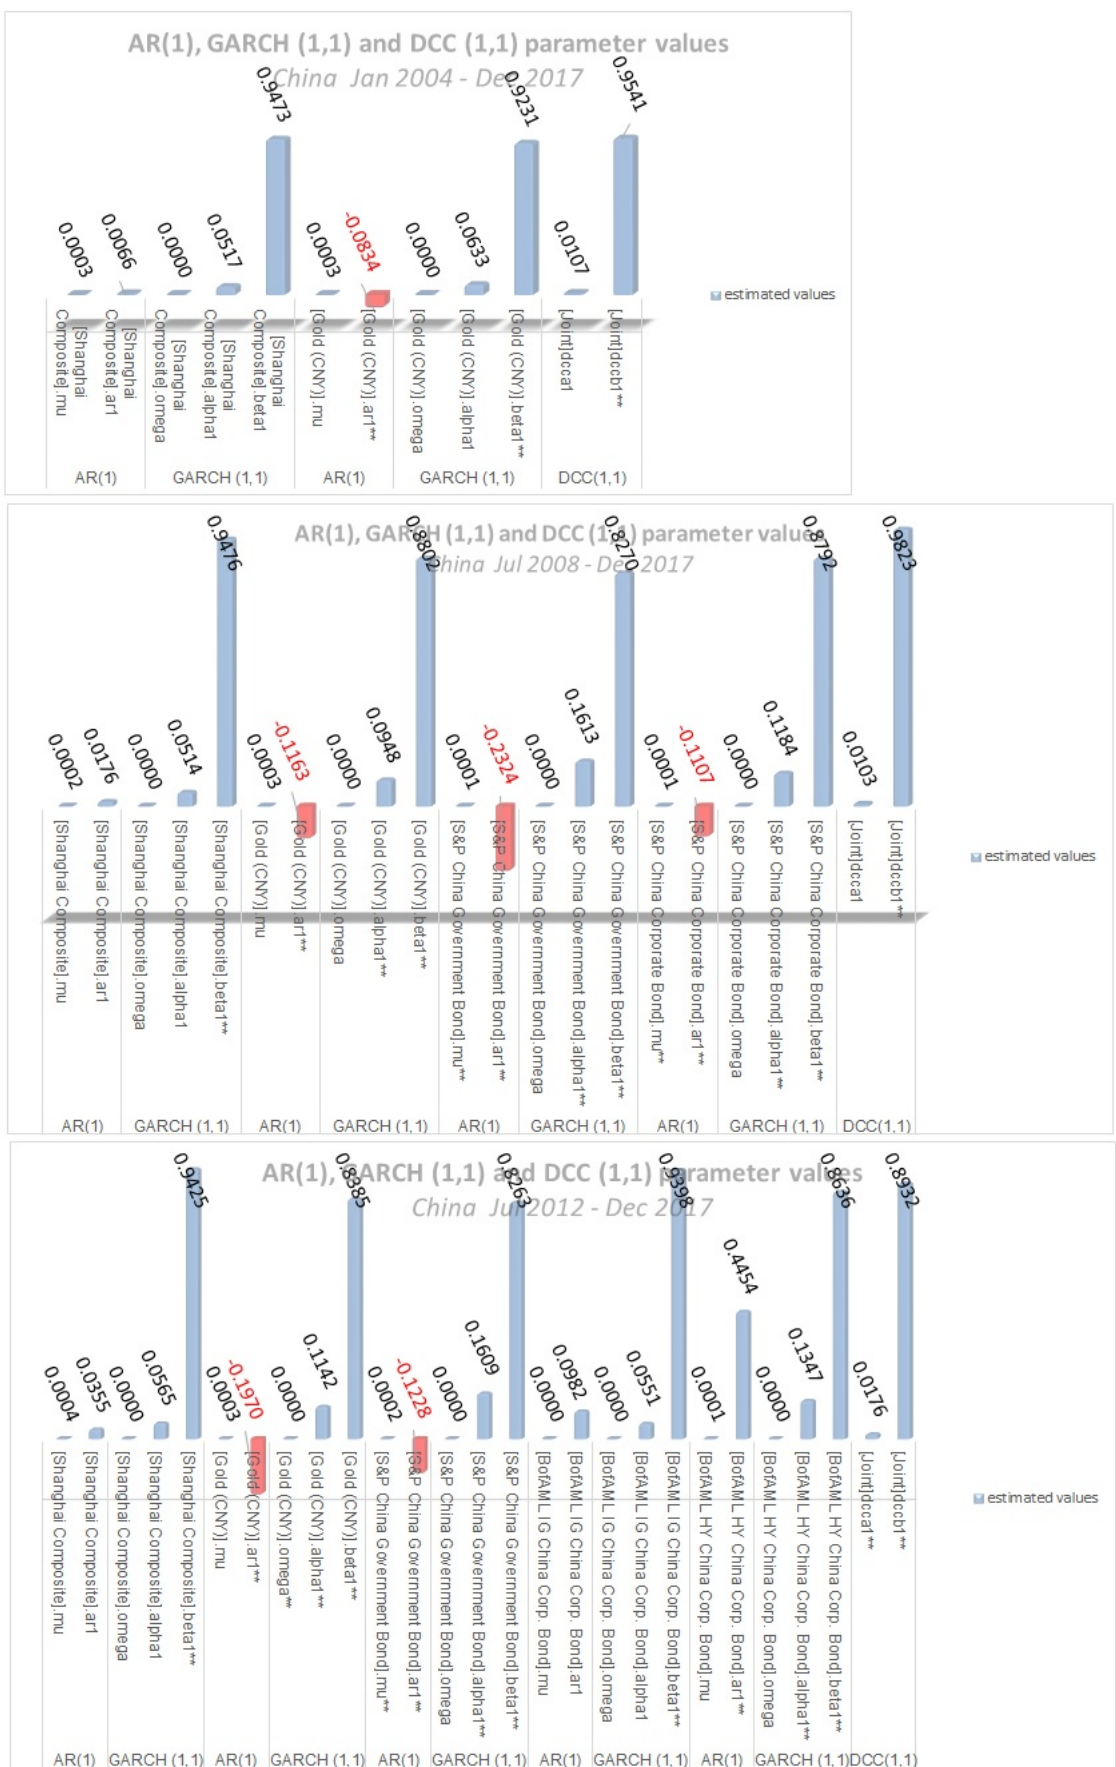 AR(1), GARCH (1,1) and DCC (1,1) parameter values
China Jan 2004 - Dec 2017
0.0003
0.0066
0.0000
0.0517
0.9473
0.0003
-0.0834
0.0000
0.0633
0.9231
0.0107
0.9541
estimated values
[Shanghai
Composite].mu
[Shanghai
Composite].ar1
[Shanghai
Composite].omega
[Shanghai
Composite].alpha1
[Shanghai
Composite].beta1
[Gold (CNY)].mu
[Gold (CNY)].ar1**
[Gold (CNY)].omega
[Gold (CNY)].alpha1
[Gold (CNY)].beta1**
[Joint]dcca1
[Joint]dccb1**
AR(1)
GARCH (1,1)
AR(1)
GARCH (1,1)
DCC(1,1)
AR(1), GARCH (1,1) and DCC (1,1) parameter values
China Jul 2008 - Dec 2017
0.0002
0.0176
0.0000
0.0514
0.9476
0.0003
-0.1163
0.0000
0.0948
0.8802
0.0001
-0.2324
0.0000
0.1613
0.8270
0.0001
-0.1107
0.0000
0.1184
0.8792
0.0103
0.9823
estimated values
[Shanghai Composite].mu
[Shanghai Composite].ar1
[Shanghai Composite].omega
[Shanghai Composite].alpha1
[Shanghai Composite].beta1**
[Gold (CNY)].mu
[Gold (CNY)].ar1**
[Gold (CNY)].omega
[Gold (CNY)].alpha1**
[Gold (CNY)].beta1**
[S&P China Government Bond].mu**
[S&P China Government Bond].ar1**
[S&P China Government Bond].omega
[S&P China Government Bond].alpha1**
[S&P China Government Bond].beta1**
[S&P China Corporate Bond].mu**
[S&P China Corporate Bond].ar1**
[S&P China Corporate Bond].omega
[S&P China Corporate Bond].alpha1**
[S&P China Corporate Bond].beta1**
[Joint]dcca1
[Joint]dccb1**
AR(1)
GARCH (1,1)
AR(1)
GARCH (1,1)
AR(1)
GARCH (1,1)
AR(1)
GARCH (1,1)
DCC(1,1)
AR(1), GARCH (1,1) and DCC (1,1) parameter values
China Jul 2012 - Dec 2017
0.0004
0.0355
0.0000
0.0565
0.9425
0.0003
-0.1970
0.0000
0.1142
0.8385
0.0002
-0.1228
0.0000
0.1609
0.8263
0.0000
0.0982
0.0000
0.0551
0.9398
0.0001
0.4454
0.0000
0.1347
0.8636
0.0176
0.8932
estimated values
[Shanghai Composite].mu
[Shanghai Composite].ar1
[Shanghai Composite].omega
[Shanghai Composite].alpha1
[Shanghai Composite].beta1**
[Gold (CNY)].mu
[Gold (CNY)].ar1**
[Gold (CNY)].omega**
[Gold (CNY)].alpha1**
[Gold (CNY)].beta1**
[S&P China Government Bond].mu**
[S&P China Government Bond].ar1**
[S&P China Government Bond].omega
[S&P China Government Bond].alpha1**
[S&P China Government Bond].beta1**
[BofAML IG China Corp. Bond].mu
[BofAML IG China Corp. Bond].ar1
[BofAML IG China Corp. Bond].omega
[BofAML IG China Corp. Bond].alpha1
[BofAML IG China Corp. Bond].beta1**
[BofAML HY China Corp. Bond].mu
[BofAML HY China Corp. Bond].ar1**
[BofAML HY China Corp. Bond].omega
[BofAML HY China Corp. Bond].alpha1**
[BofAML HY China Corp. Bond].beta1**
[Joint]dcca1**
[Joint]dccb1**
AR(1)
GARCH (1,1)
AR(1)
GARCH (1,1)
AR(1)
GARCH (1,1)
AR(1)
GARCH (1,1)
AR(1)
GARCH (1,1)
DCC(1,1)